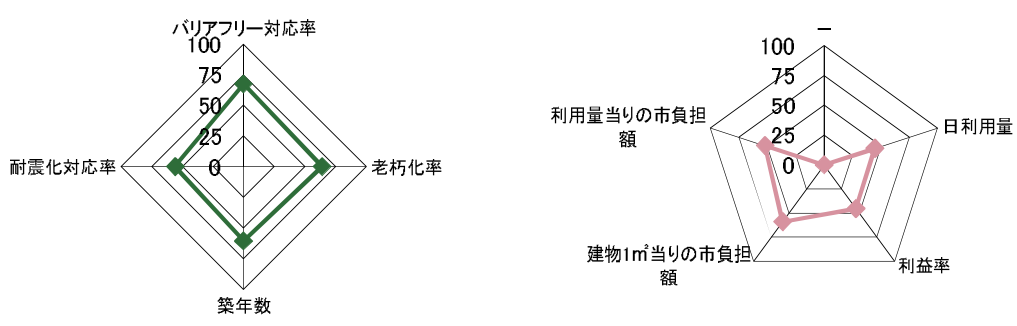 バリアフリー対応率
100
75
50
25
0
耐震化対応率
老朽化率
築年数
－
100
75
50
25
0
利用量当りの市負担
額
日利用量
建物1㎡当りの市負担
額
利益率